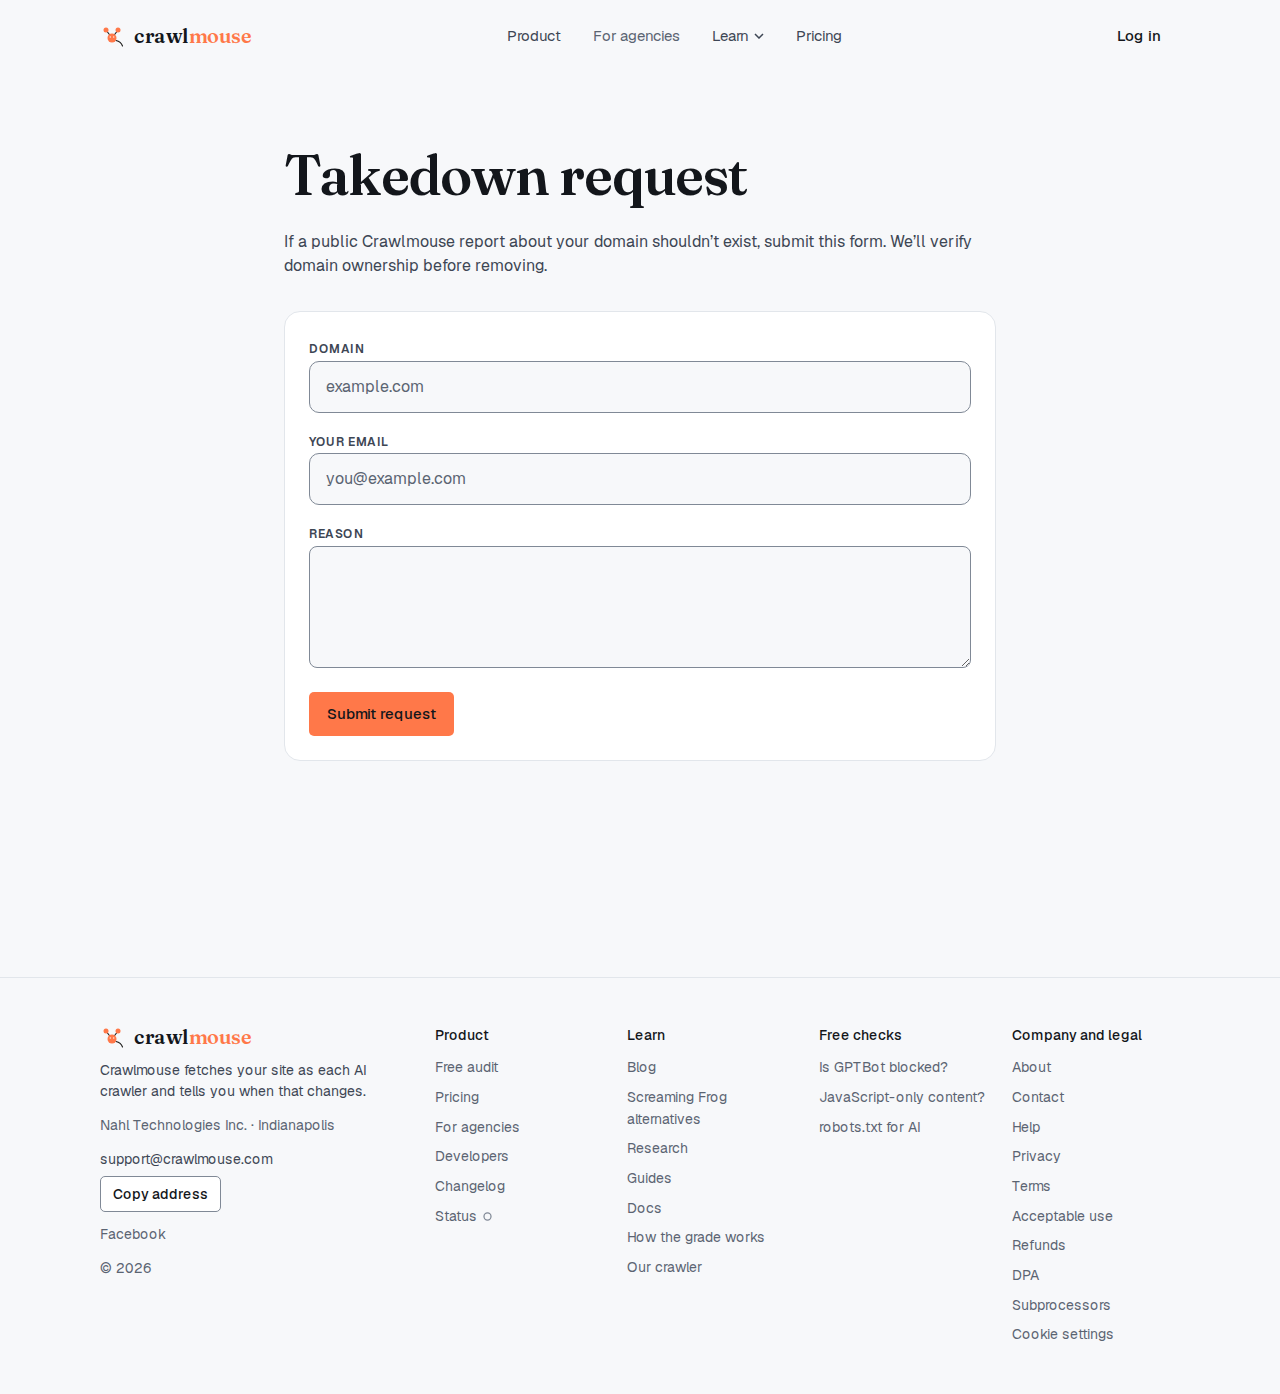 crawlmouse
Product
For agencies
Learn
Pricing
Log in
Takedown request
If a public Crawlmouse report about your domain shouldn’t exist, submit this form. We’ll verify
domain ownership before removing.
DOMAIN
example.com
YOUR EMAIL
you@example.com
REASON
Submit request
crawlmouse
Crawlmouse fetches your site as each AI
crawler and tells you when that changes.
Nahl Technologies Inc. · Indianapolis
support@crawlmouse.com
Copy address
Facebook
© 2026
Product
Free audit
Pricing
For agencies
Developers
Changelog
Status
Learn
Blog
Screaming Frog
alternatives
Research
Guides
Docs
How the grade works
Our crawler
Free checks
Is GPTBot blocked?
JavaScript-only content?
robots.txt for AI
Company and legal
About
Contact
Help
Privacy
Terms
Acceptable use
Refunds
DPA
Subprocessors
Cookie settings